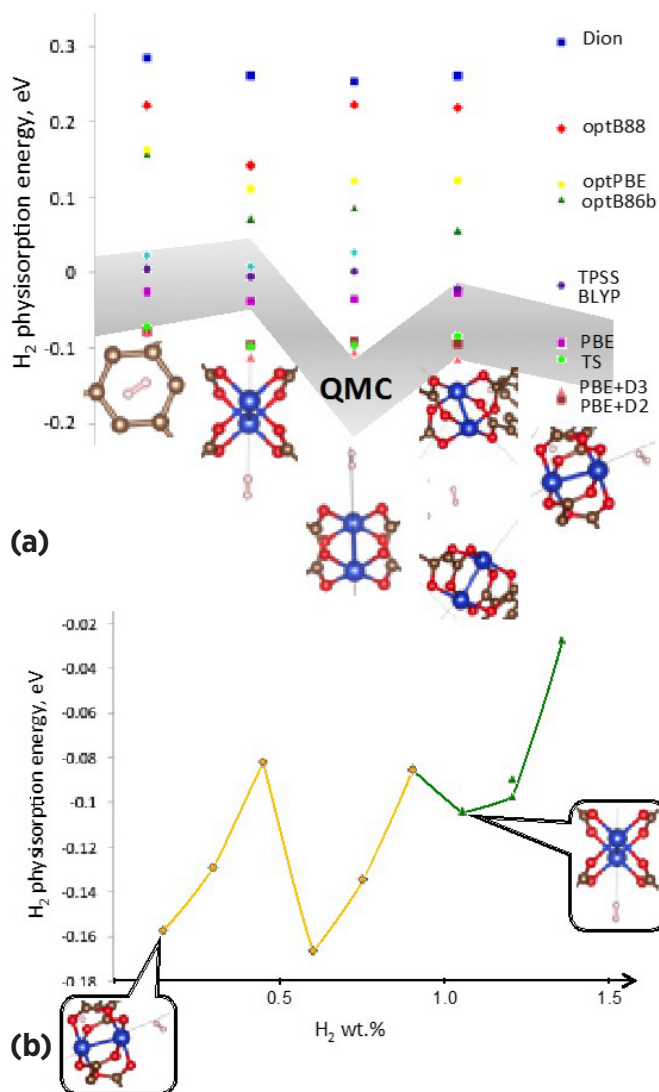 0.3
0.2
0.1
0
-0.1
-0.2
H2 physisorption energy, eV
Dion
optB88
optPBE
optB86b
TPSS
BLYP
PBE
TS
PBE+D3
PBE+D2
QMC
(a)
-0.02
-0.04
-0.06
-0.08
-0.1
-0.12
-0.14
-0.16
-0.18
H2 physisorption energy, eV
0.5
1.0
1.5
H2 wt.%
(b)